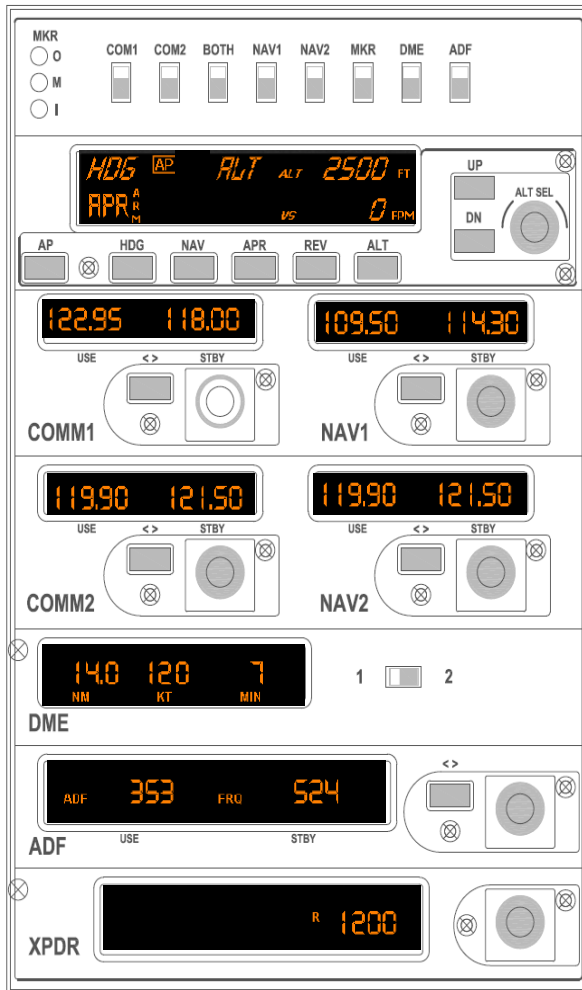 MKR
O
M
I
COM1 COM2 BOTH NAV1 NAV2 MKR DME ADF
HDG AP ALT ALT 2500 FT
APR ARM VS 0 FPM
UP
DN
ALT SEL
AP HDG NAV APR REV ALT
122.95 118.00
USE <> STBY
COMM1
109.50 114.30
USE <> STBY
NAV1
119.90 121.50
USE <> STBY
COMM2
119.90 121.50
USE <> STBY
NAV2
14.0 120 7
NM KT MIN
DME
1 2
ADF 353 FRQ 524
USE STBY
<>
ADF
R 1200
XPDR